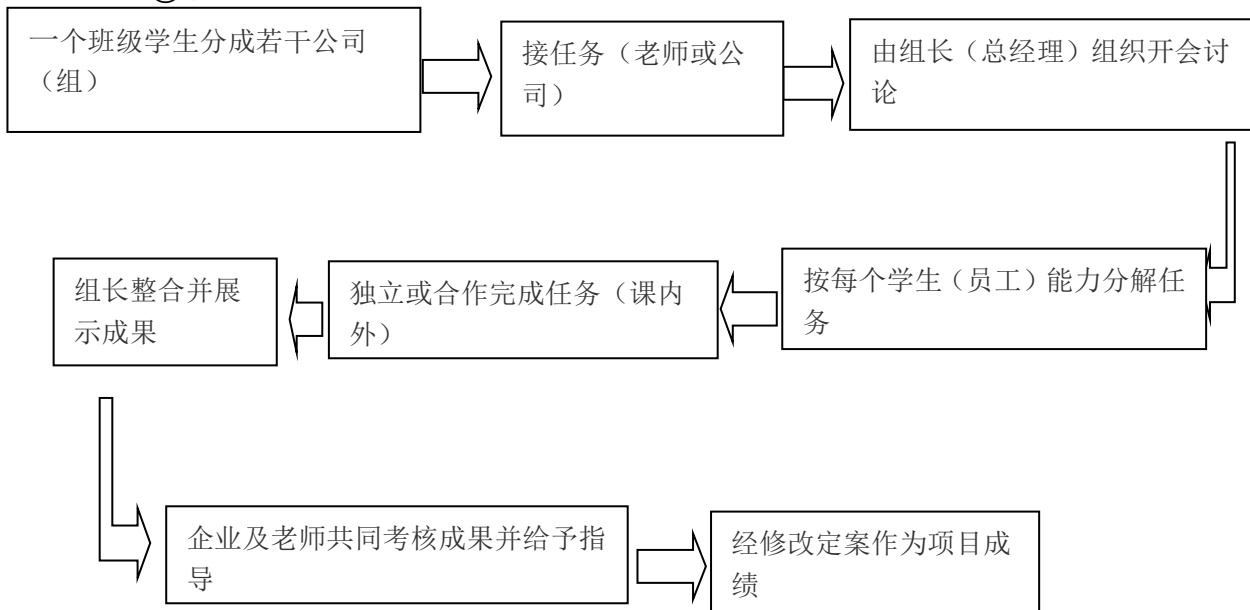 一个班级学生分成若干公司
（组）
接任务（老师或公
司）
由组长（总经理）组织开会讨
论
按每个学生（员工）能力分解任
务
独立或合作完成任务（课内
外）
组长整合并展
示成果
企业及老师共同考核成果并给予指
导
经修改定案作为项目成
绩